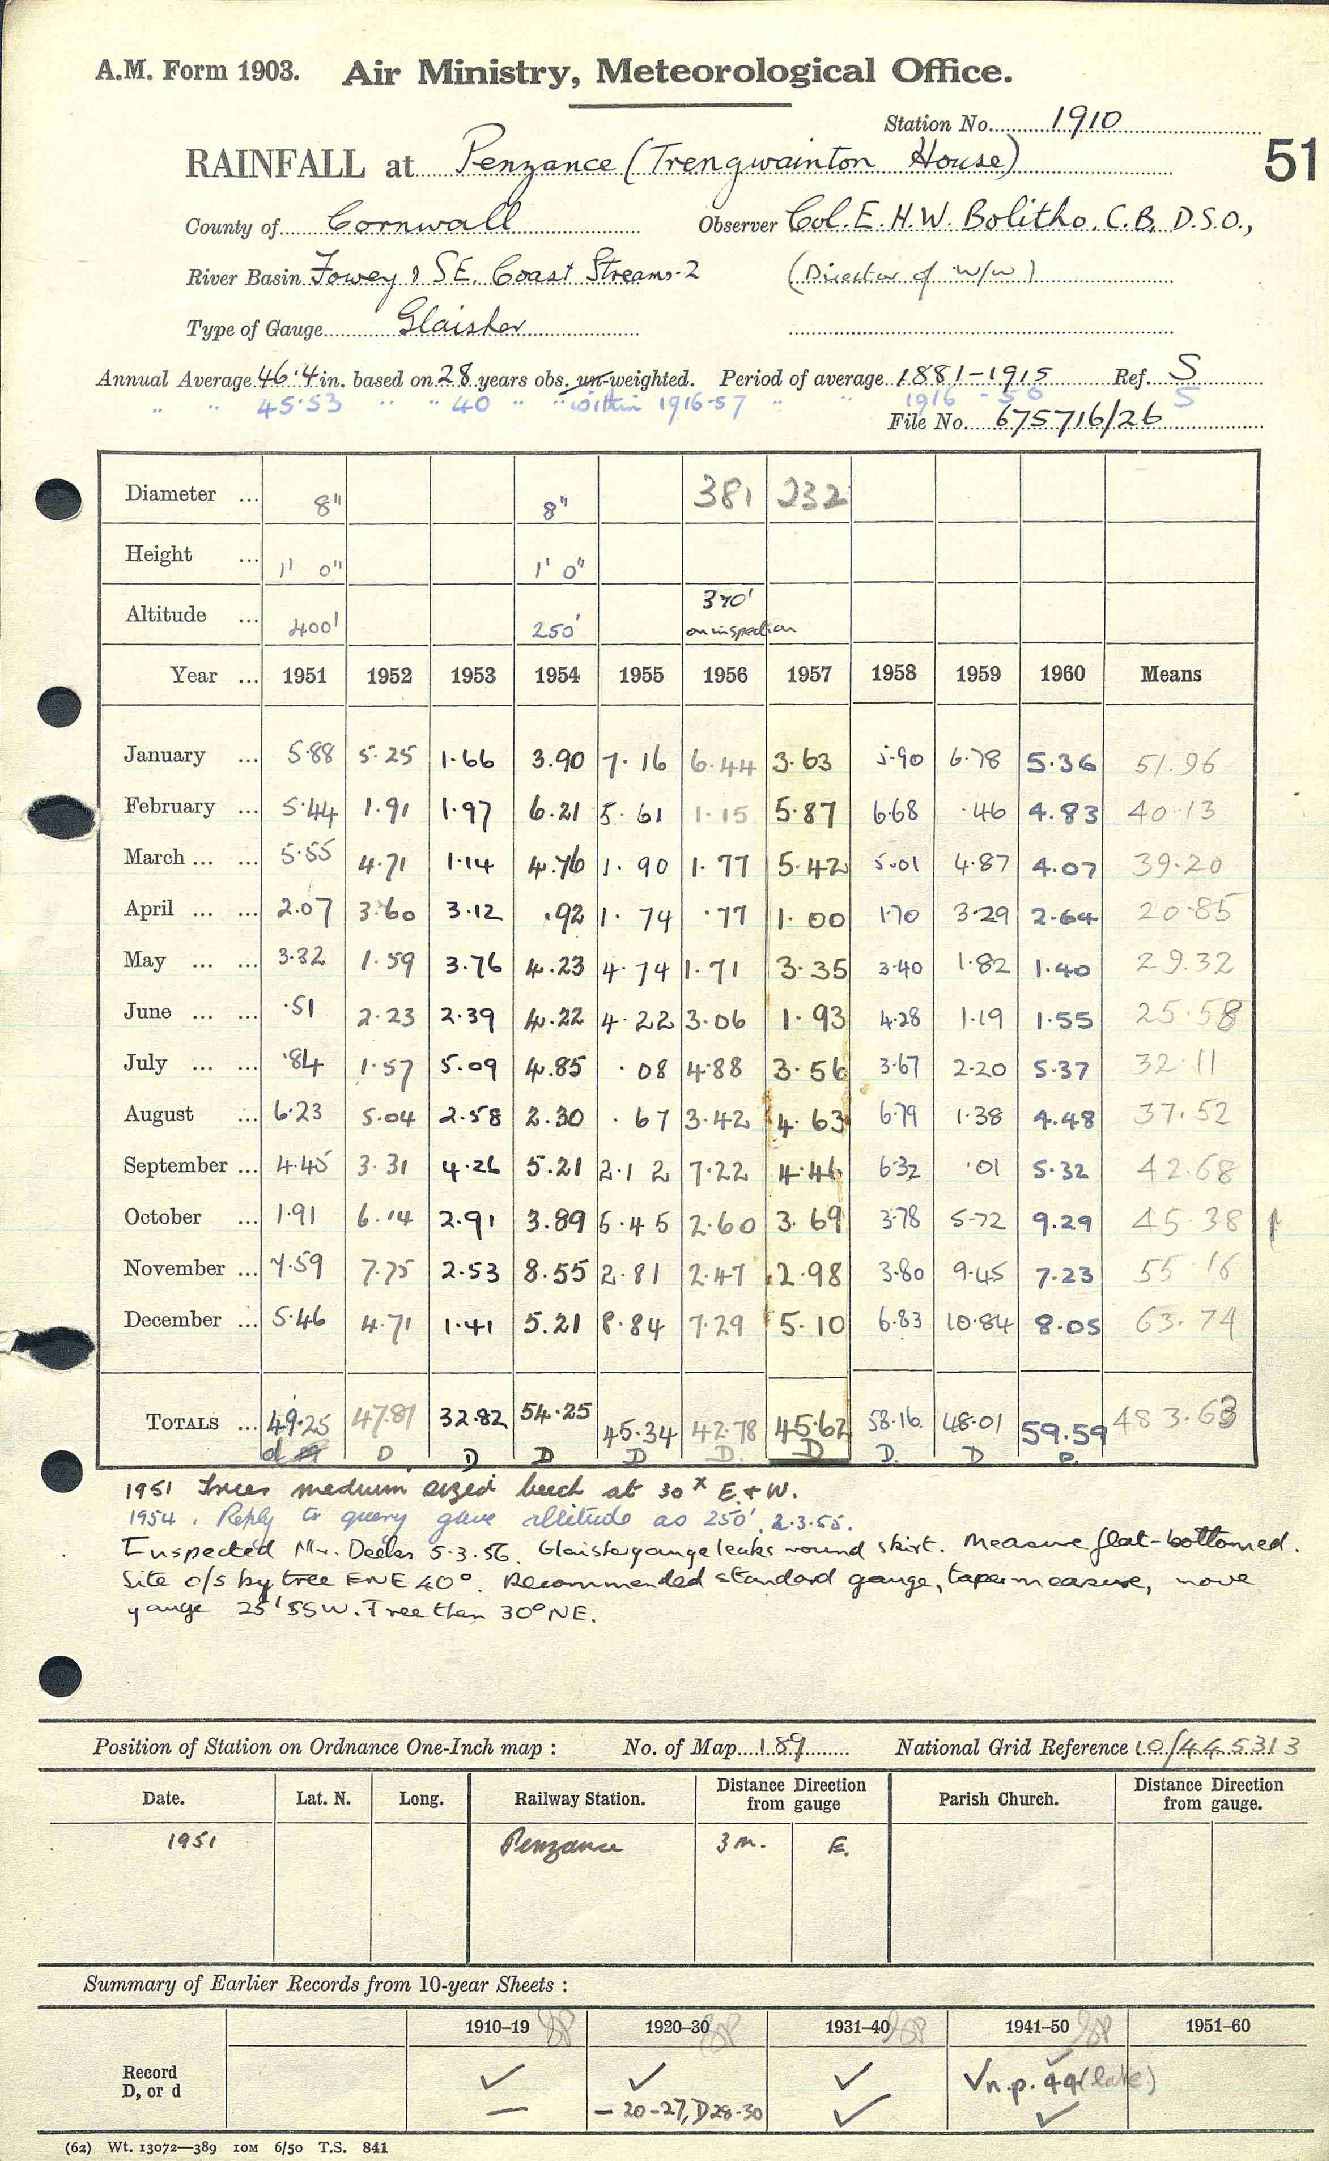 A.M. Form 1903. Air Ministry, Meteorological Office.
Station No. 1910
51
RAINFALL at Penzance (Trengwainton House)
County of Cornwall Observer Col. E. H. W. Bolitho. C.B. D.S.O.,
River Basin Fowey & S E. Coast Streams-2 (Director of W/W)
Type of Gauge Glaisher
Annual Average 46.4 in. based on 28 years obs. un-weighted. Period of average 1881-1915 Ref. S
" " 45.53 " " 40 " " within 1916-57 " " 1916-50 S
File No. 675716/26
Diameter ... 8" 8" 381 232
Height ... 1' 0" 1' 0"
Altitude ... 400' 250' 370' on inspection
Year ... 1951 1952 1953 1954 1955 1956 1957 1958 1959 1960 Means
January ... 5.88 5.25 1.66 3.90 7.16 6.44 3.63 5.90 6.78 5.36 51.96
February ... 5.44 1.91 1.97 6.21 5.61 1.15 5.87 6.68 .46 4.83 40.13
March ... ... 5.55 4.71 1.14 4.76 1.90 1.77 5.42 5.01 4.87 4.07 39.20
April ... ... 2.07 3.60 3.12 .92 1.74 .77 1.00 1.70 3.29 2.64 20.85
May ... ... 3.32 1.59 3.76 4.23 4.74 1.71 3.35 3.40 1.82 1.40 29.32
June ... ... .51 2.23 2.39 4.22 4.22 3.06 1.93 4.28 1.19 1.55 25.58
July ... ... .84 1.57 5.09 4.85 .08 4.88 3.56 3.67 2.20 5.37 32.11
August ... 6.23 5.04 2.58 2.30 .67 3.42 4.63 6.79 1.38 4.48 37.52
September ... 4.45 3.31 4.26 5.21 2.12 7.22 4.46 6.32 .01 5.32 42.68
October ... 1.91 6.14 2.91 3.89 5.45 2.60 3.69 3.78 5.72 9.29 45.38
November ... 7.59 7.75 2.53 8.55 2.81 2.47 2.98 3.80 9.45 7.23 55.16
December ... 5.46 4.71 1.41 5.21 8.84 7.29 5.10 6.83 10.84 8.05 63.74
TOTALS ... 49.25 47.81 32.82 54.25 45.34 42.78 45.62 58.16 48.01 59.59 483.63
d D D D D D D D D
1951 Trees medium sized beech at 30x E. & W.
1954. Reply to query gave altitude as 250'. 2.3.55.
Inspected Mr. 5.3.56. Glaister gauge leaks round skirt. Measure flat-bottomed.
Site o/s by tree ENE 40°. Recommended standard gauge, taper measure, move
gauge 25' SSW. Tree then 30° NE.
Position of Station on Ordnance One-Inch map : No. of Map 189 National Grid Reference 10/445313
Date. Lat. N. Long. Railway Station. Distance from gauge Direction Parish Church. Distance from gauge. Direction
1951 Penzance 3 m. E.
Summary of Earlier Records from 10-year Sheets :
1910-19 1920-30 1931-40 1941-50 1951-60
Record ✓ ✓ ✓ ✓ n.p. 49 (late)
D, or d — — 20-27, D 28-30 ✓ ✓
(62) Wt. 13072—389 10M 6/50 T.S. 841